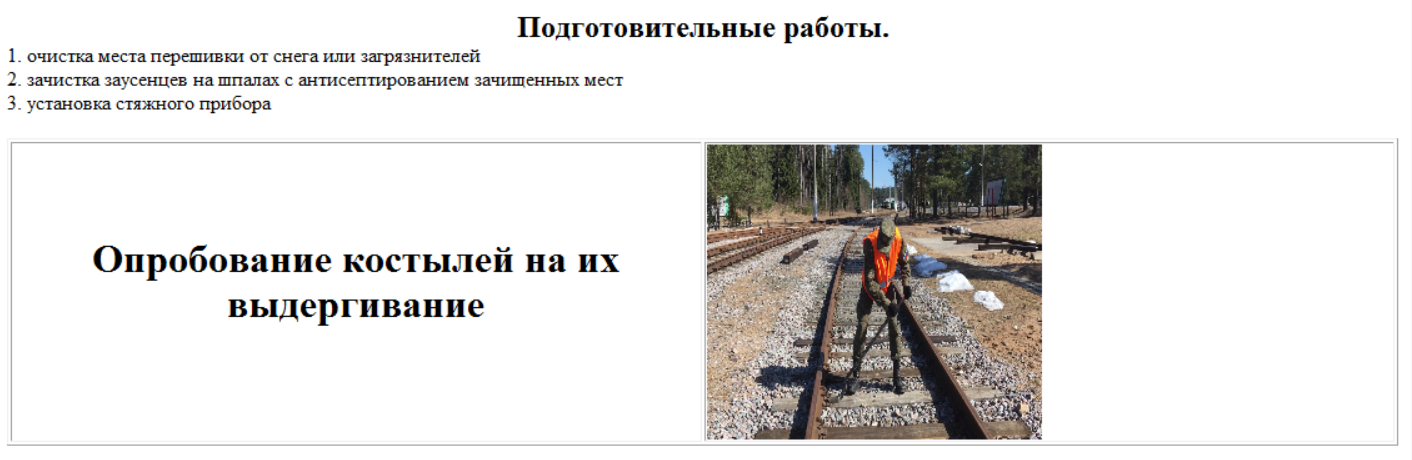 Подготовительные работы.
1. очистка места перешивки от снега или загрязнителей
2. зачистка заусенцев на шпалах с антисептированием зачищенных мест
3. установка стяжного прибора
Опробование костылей на их
выдергивание